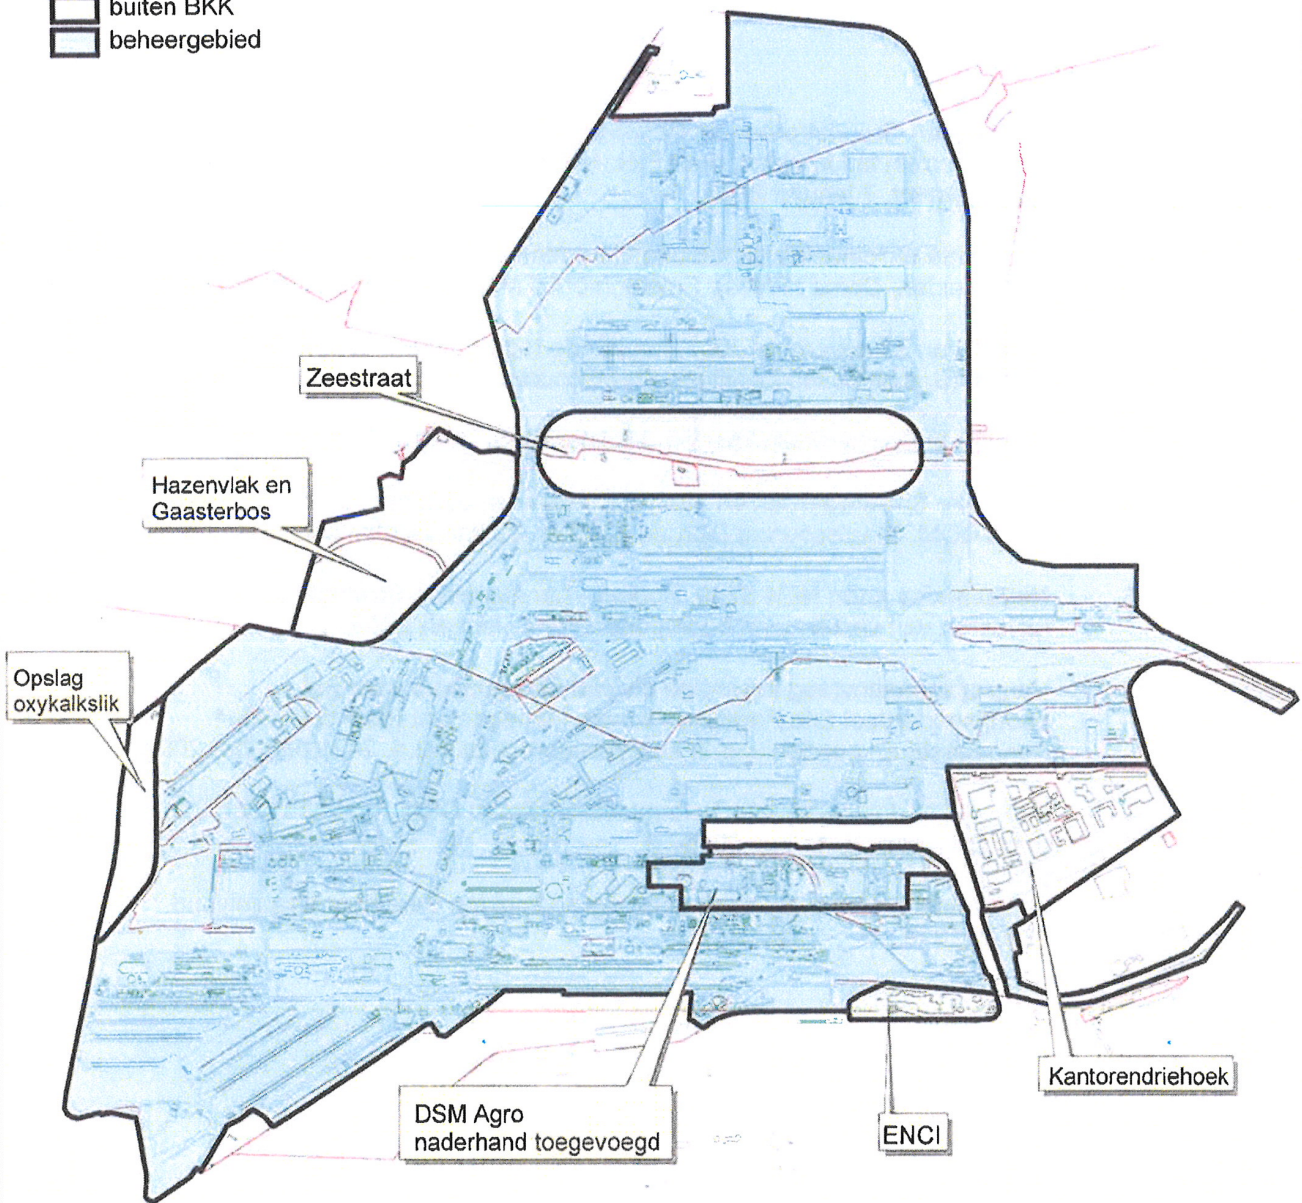 buiten BKK
beheergebied
Zeestraat
Hazenvlak en
Gaasterbos
Opslag
oxykalkslik
DSM Agro
naderhand toegevoegd
ENCI
Kantorendriehoek